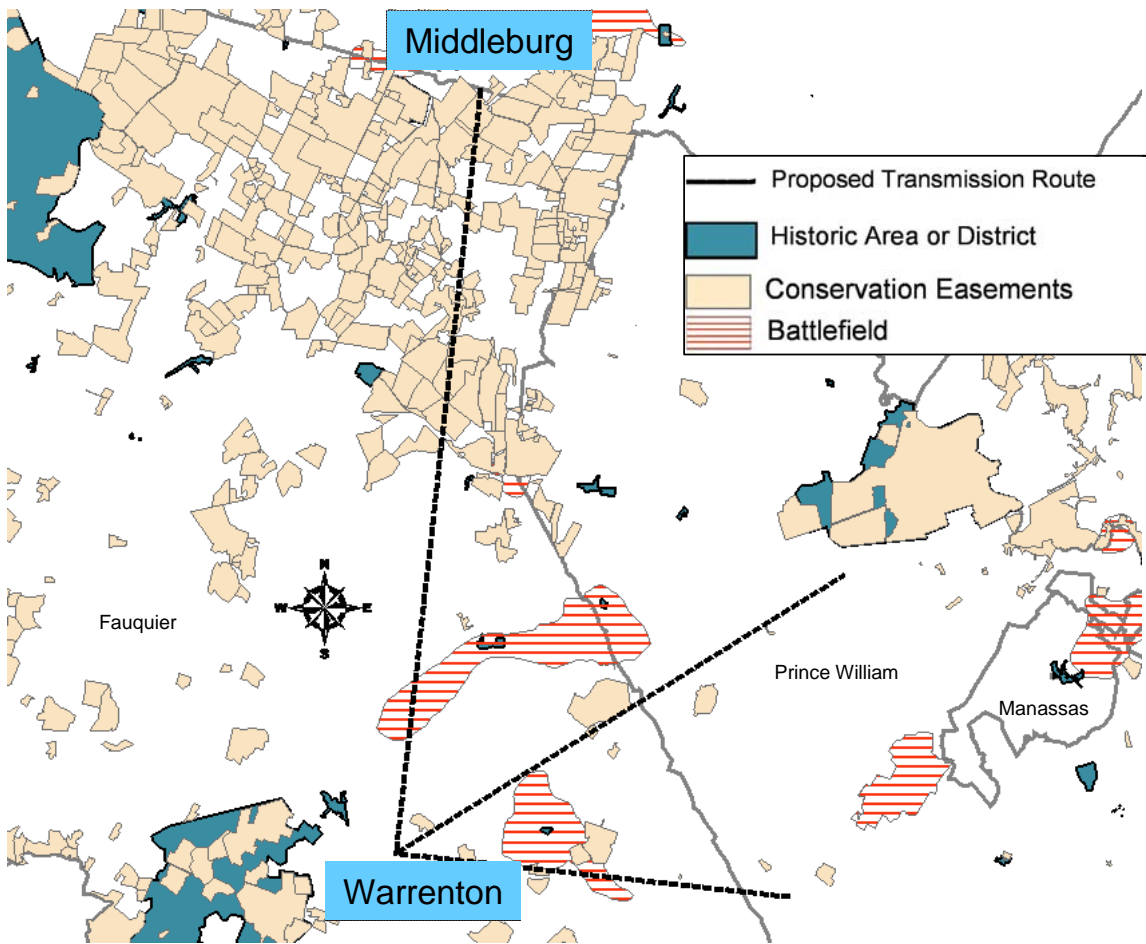 Middleburg
Proposed Transmission Route
Historic Area or District
Conservation Easements
Battlefield
N
W E
S
Fauquier
Prince William
Manassas
Warrenton